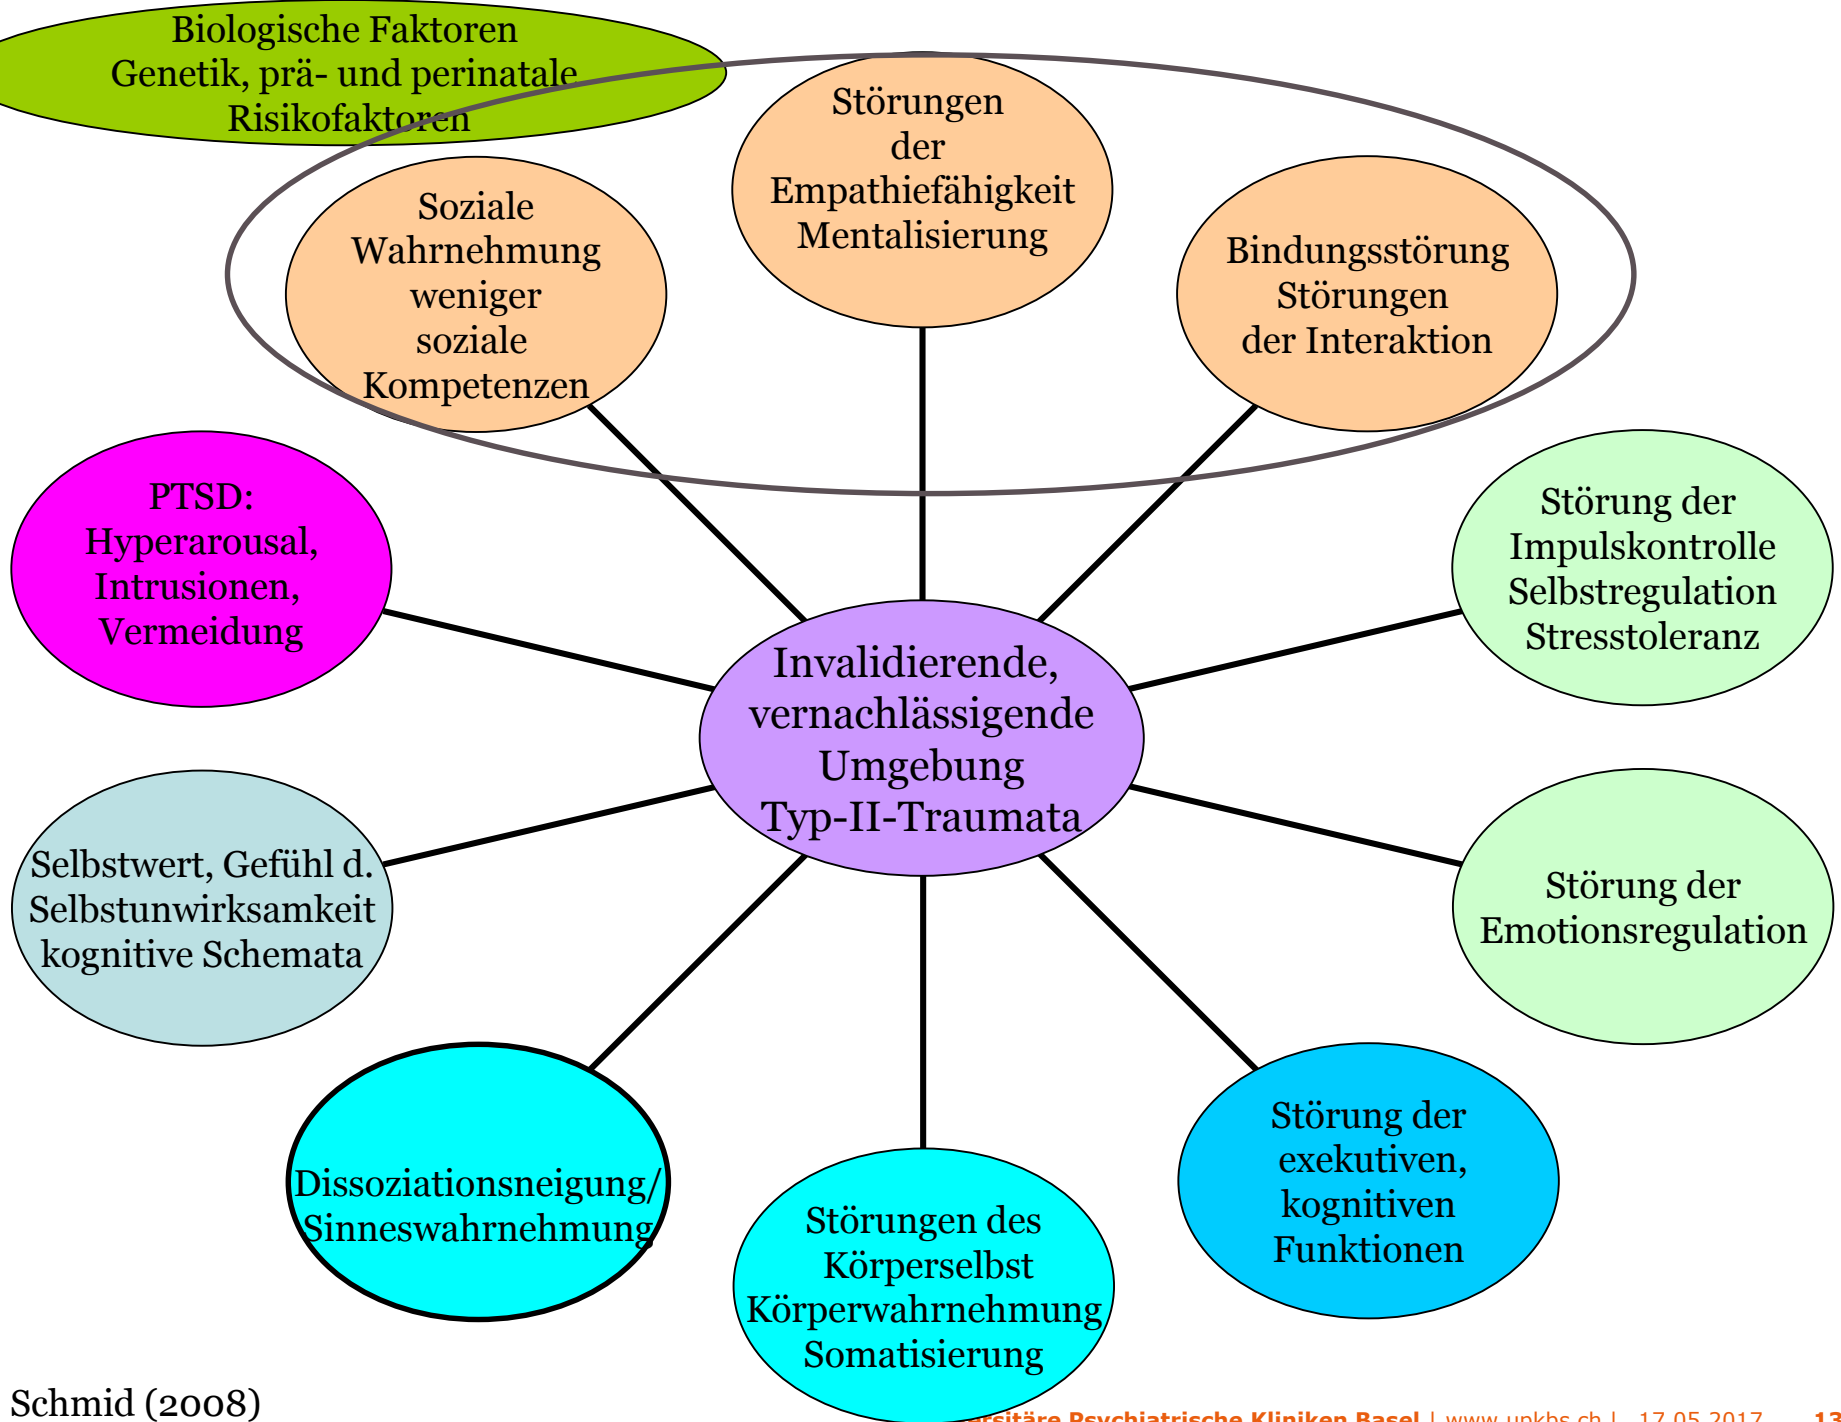 Biologische Faktoren
Genetik, prä- und perinatale
Risikofaktoren
Störungen
der
Empathiefähigkeit
Mentalisierung
Soziale
Wahrnehmung
weniger
soziale
Kompetenzen
Bindungsstörung
Störungen
der Interaktion
PTSD:
Hyperarousal,
Intrusionen,
Vermeidung
Störung der
Impulskontrolle
Selbstregulation
Stresstoleranz
Invalidierende,
vernachlässigende
Umgebung
Typ-II-Traumata
Selbstwert, Gefühl d.
Selbstunwirksamkeit
kognitive Schemata
Störung der
Emotionsregulation
Dissoziationsneigung/
Sinneswahrnehmung
Störungen des
Körperselbst
Körperwahrnehmung
Somatisierung
Störung der
exekutiven,
kognitiven
Funktionen
Schmid (2008)
Psychiatrische Kliniken Basel | www.upkbs.ch | 17.05.2017 13